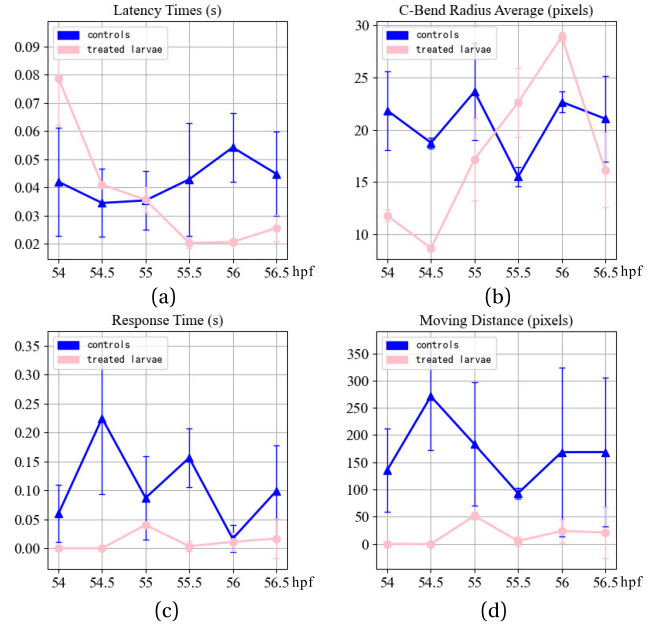 Latency Times (s)
controls
treated larvae
0.09
0.08
0.07
0.06
0.05
0.04
0.03
0.02
54 54.5 55 55.5 56 56.5 hpf
(a)
C-Bend Radius Average (pixels)
controls
treated larvae
30
25
20
15
10
54 54.5 55 55.5 56 56.5 hpf
(b)
Response Time (s)
controls
treated larvae
0.35
0.30
0.25
0.20
0.15
0.10
0.05
0.00
54 54.5 55 55.5 56 56.5 hpf
(c)
Moving Distance (pixels)
controls
treated larvae
350
300
250
200
150
100
50
0
54 54.5 55 55.5 56 56.5 hpf
(d)